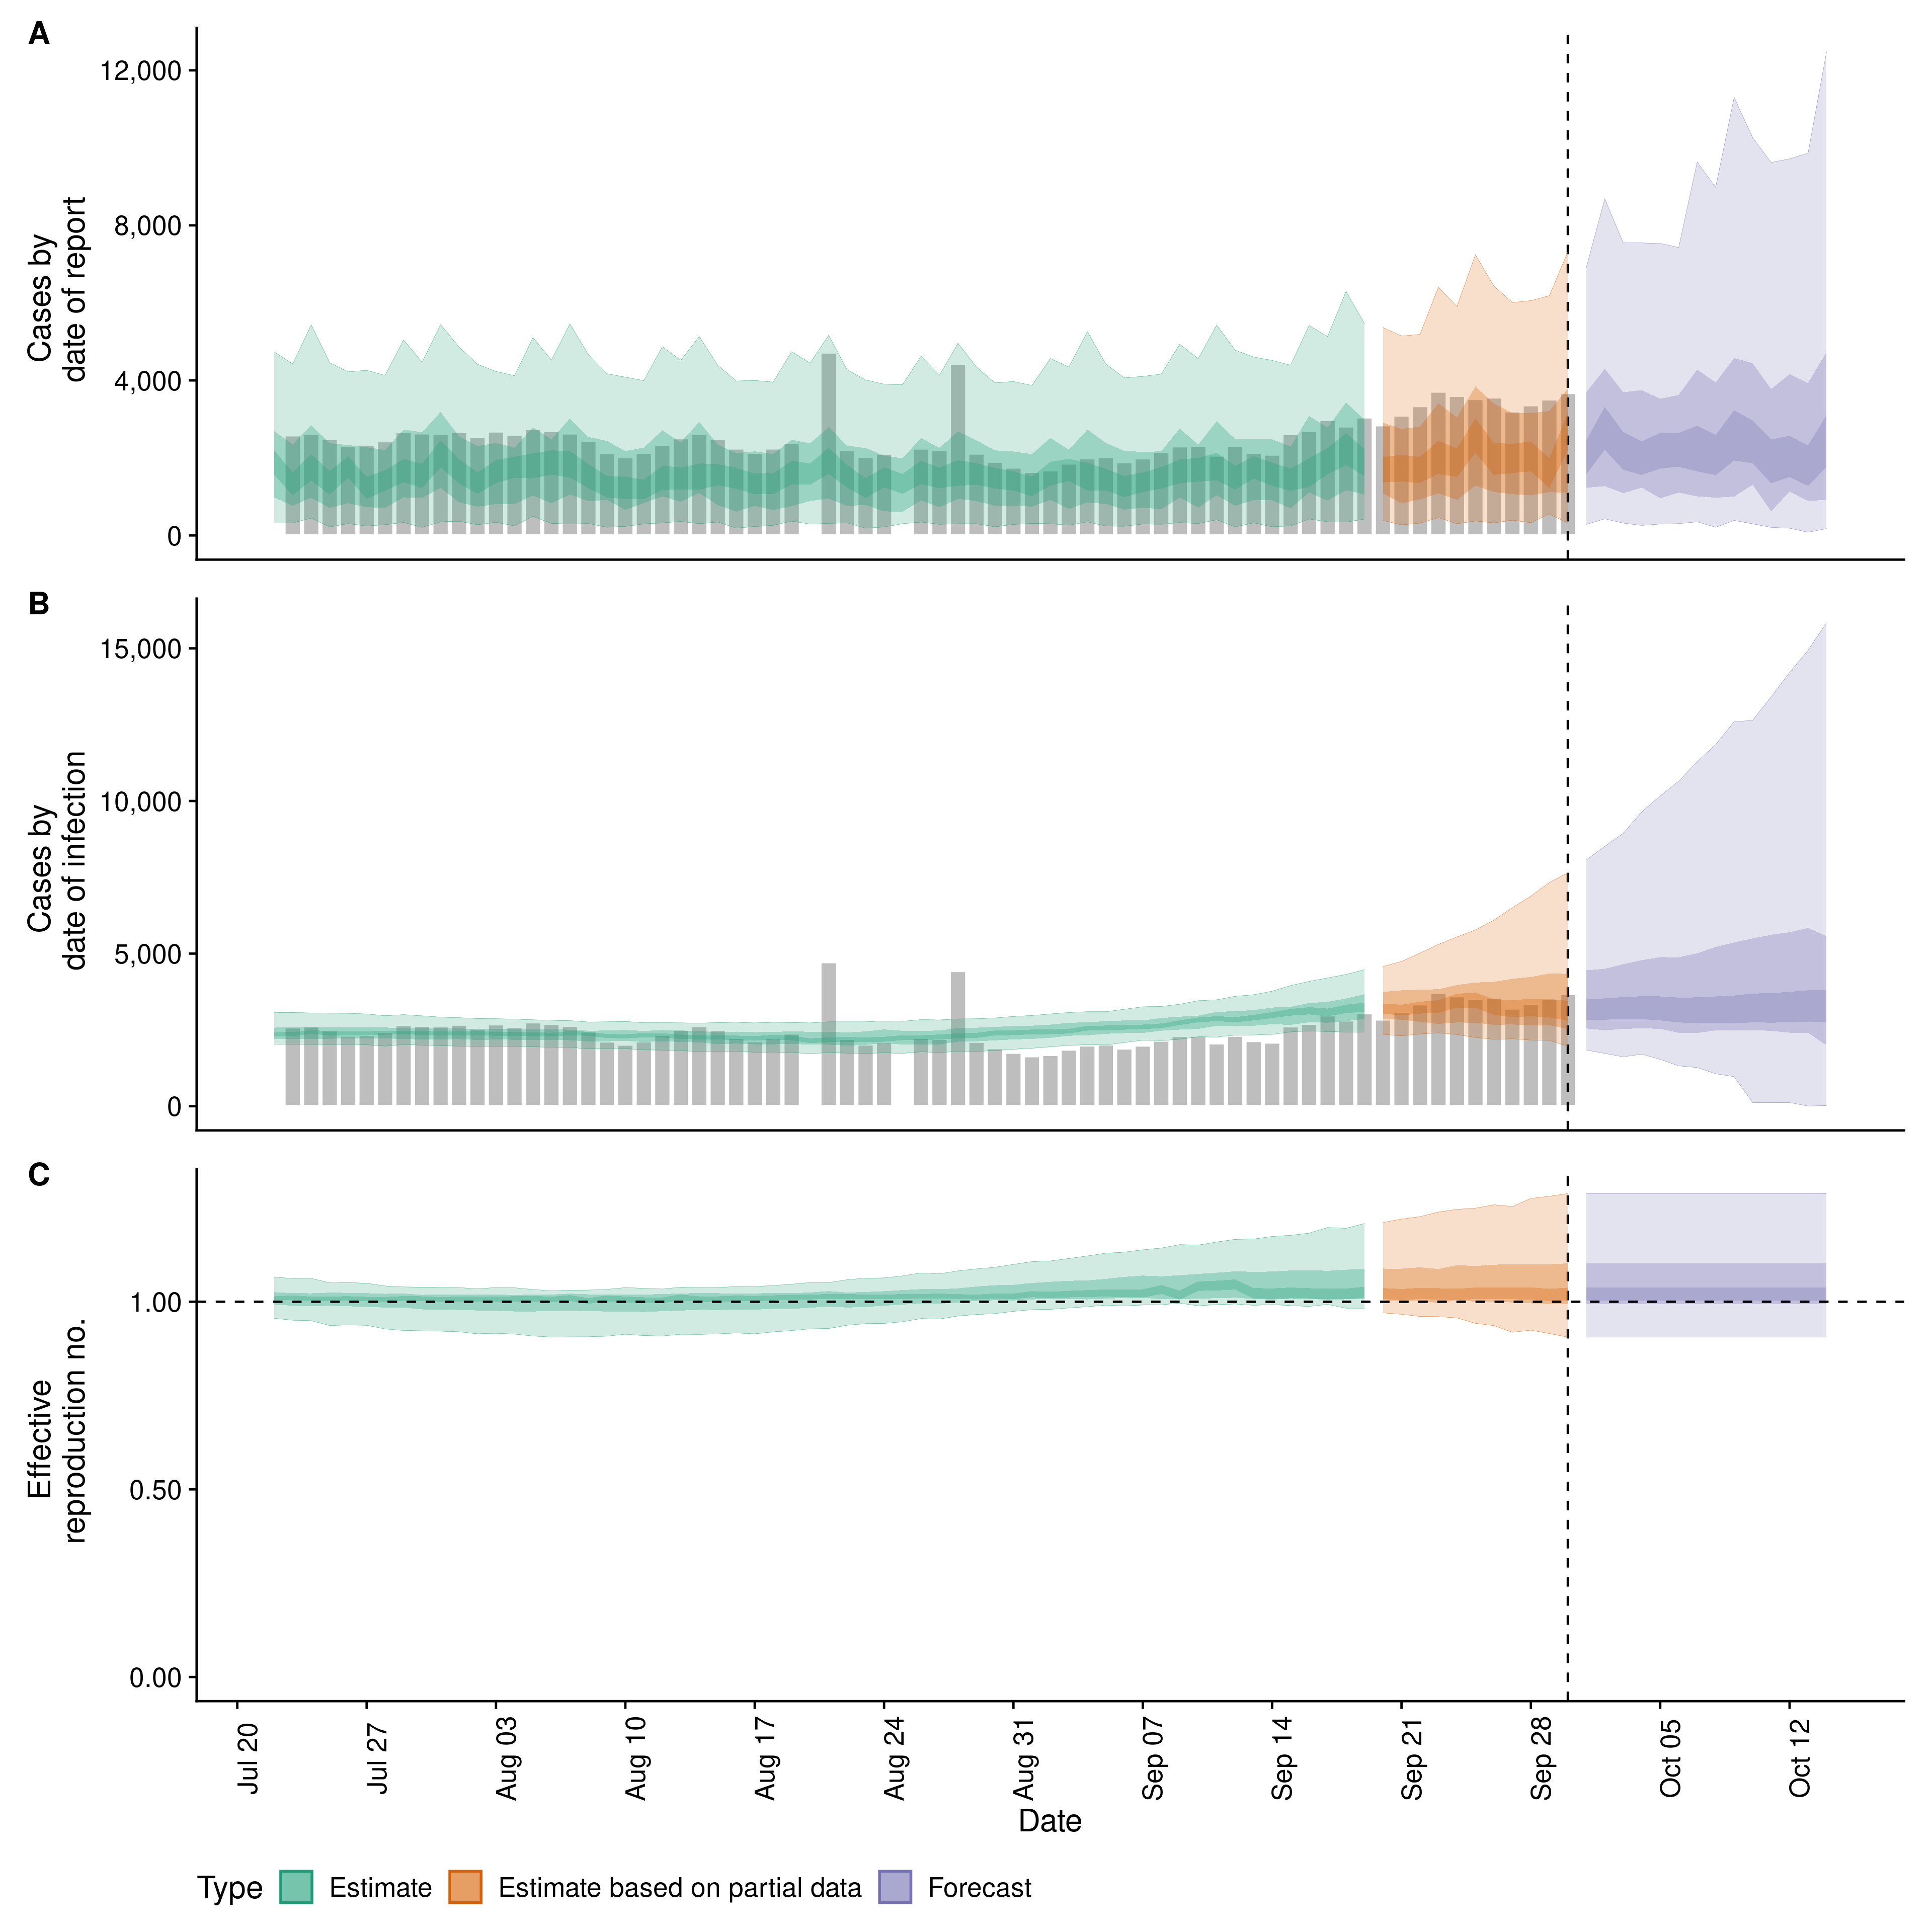 A
12,000
8,000
4,000
0
Cases by
date of report
B
15,000
10,000
5,000
0
Cases by
date of infection
C
1.00
0.50
0.00
Effective
reproduction no.
Jul 20
Jul 27
Aug 03
Aug 10
Aug 17
Aug 24
Aug 31
Sep 07
Sep 14
Sep 21
Sep 28
Oct 05
Oct 12
Date
Type Estimate Estimate based on partial data Forecast